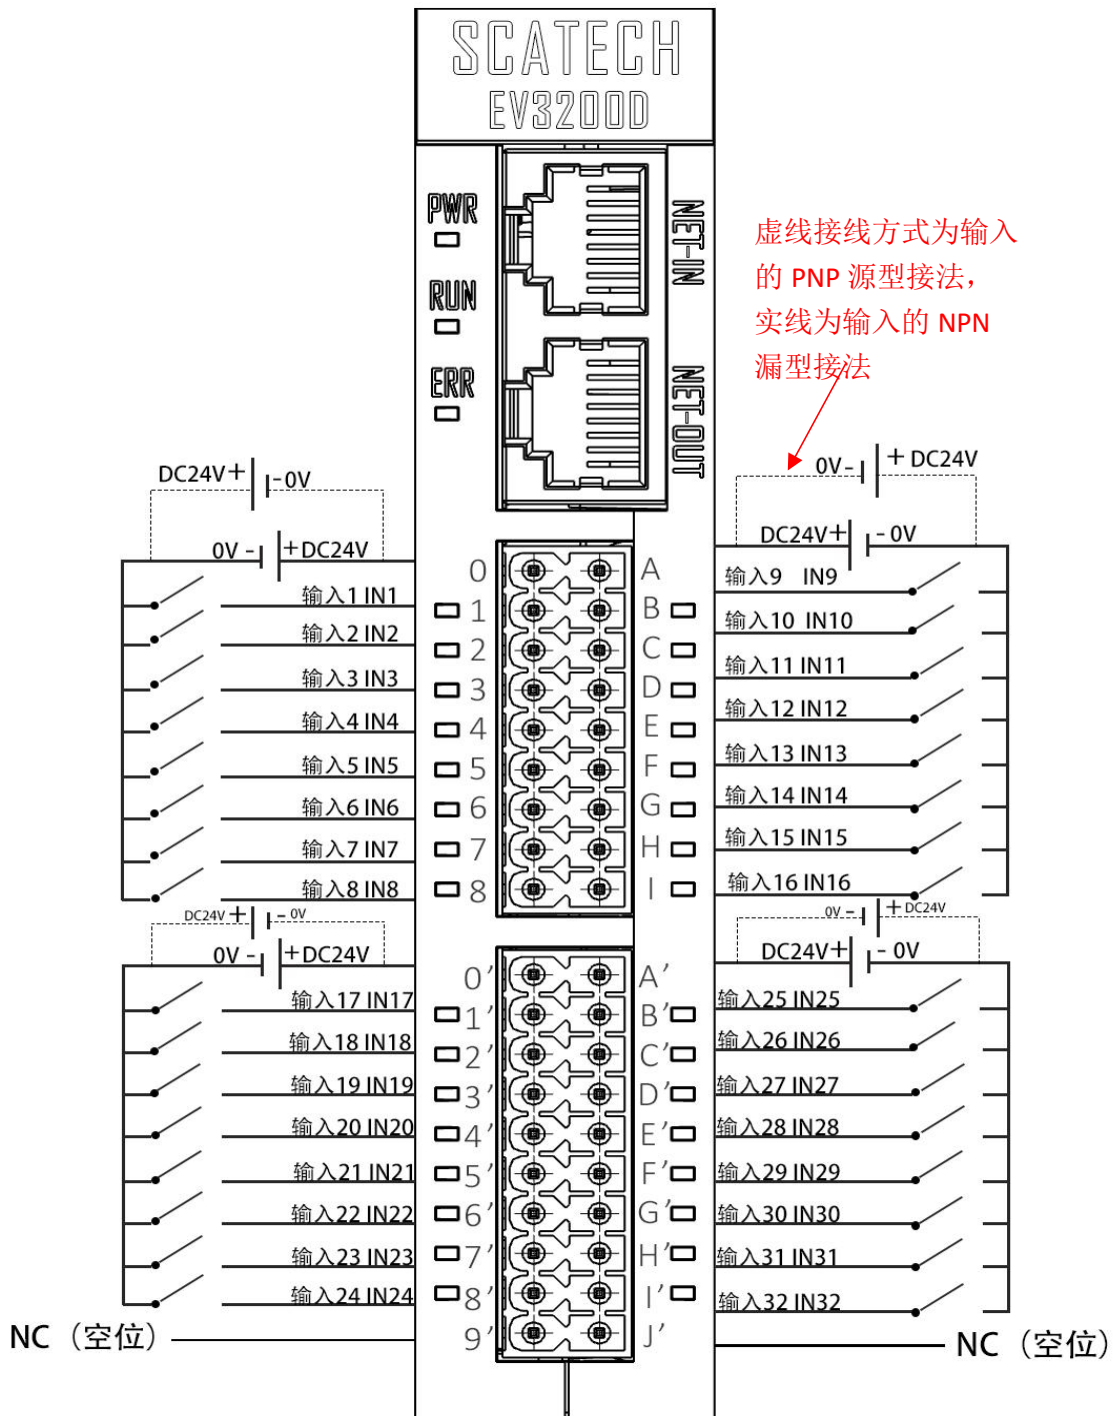 SCATECH
EV3200D
PWR
RUN
ERR
NET-IN
NET-OUT
虚线接线方式为输入
的 PNP 源型接法，
实线为输入的 NPN
漏型接法
DC24V+ -0V
0V- +DC24V
0V- + DC24V
DC24V+ - 0V
0 A
输入1 IN1 1 B 输入9 IN9
输入2 IN2 2 C 输入10 IN10
输入3 IN3 3 D 输入11 IN11
输入4 IN4 4 E 输入12 IN12
输入5 IN5 5 F 输入13 IN13
输入6 IN6 6 G 输入14 IN14
输入7 IN7 7 H 输入15 IN15
输入8 IN8 8 I 输入16 IN16
DC24V+ - 0V
0V- +DC24V
0V- +DC24V
DC24V+ - 0V
0′ A′
输入17 IN17 1′ B′ 输入25 IN25
输入18 IN18 2′ C′ 输入26 IN26
输入19 IN19 3′ D′ 输入27 IN27
输入20 IN20 4′ E′ 输入28 IN28
输入21 IN21 5′ F′ 输入29 IN29
输入22 IN22 6′ G′ 输入30 IN30
输入23 IN23 7′ H′ 输入31 IN31
输入24 IN24 8′ I′ 输入32 IN32
NC（空位） 9′ J′ NC（空位）